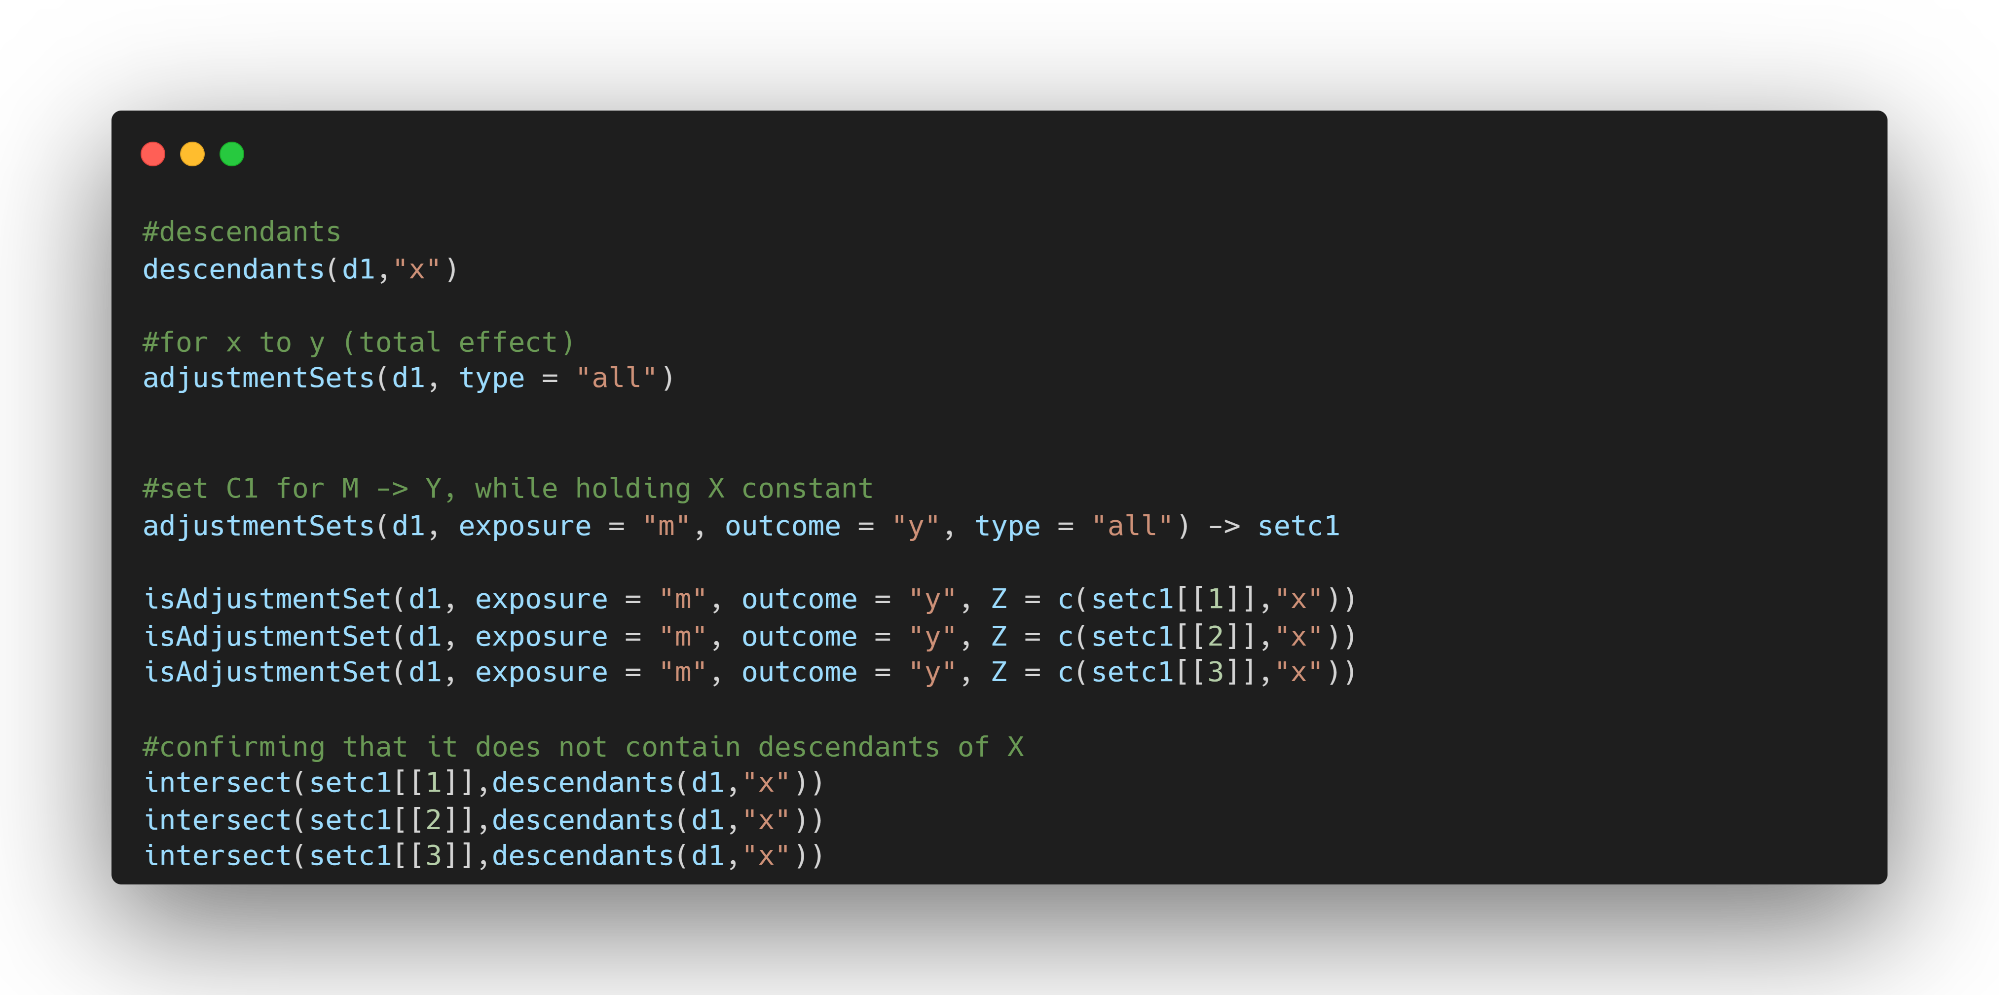 #descendants
descendants(d1,"x")
#for x to y (total effect)
adjustmentSets(d1, type = "all")
#set C1 for M -> Y, while holding X constant
adjustmentSets(d1, exposure = "m", outcome = "y", type = "all") -> setc1
isAdjustmentSet(d1, exposure = "m", outcome = "y", Z = c(setc1[[1]],"x"))
isAdjustmentSet(d1, exposure = "m", outcome = "y", Z = c(setc1[[2]],"x"))
isAdjustmentSet(d1, exposure = "m", outcome = "y", Z = c(setc1[[3]],"x"))
#confirming that it does not contain descendants of X
intersect(setc1[[1]],descendants(d1,"x"))
intersect(setc1[[2]],descendants(d1,"x"))
intersect(setc1[[3]],descendants(d1,"x"))